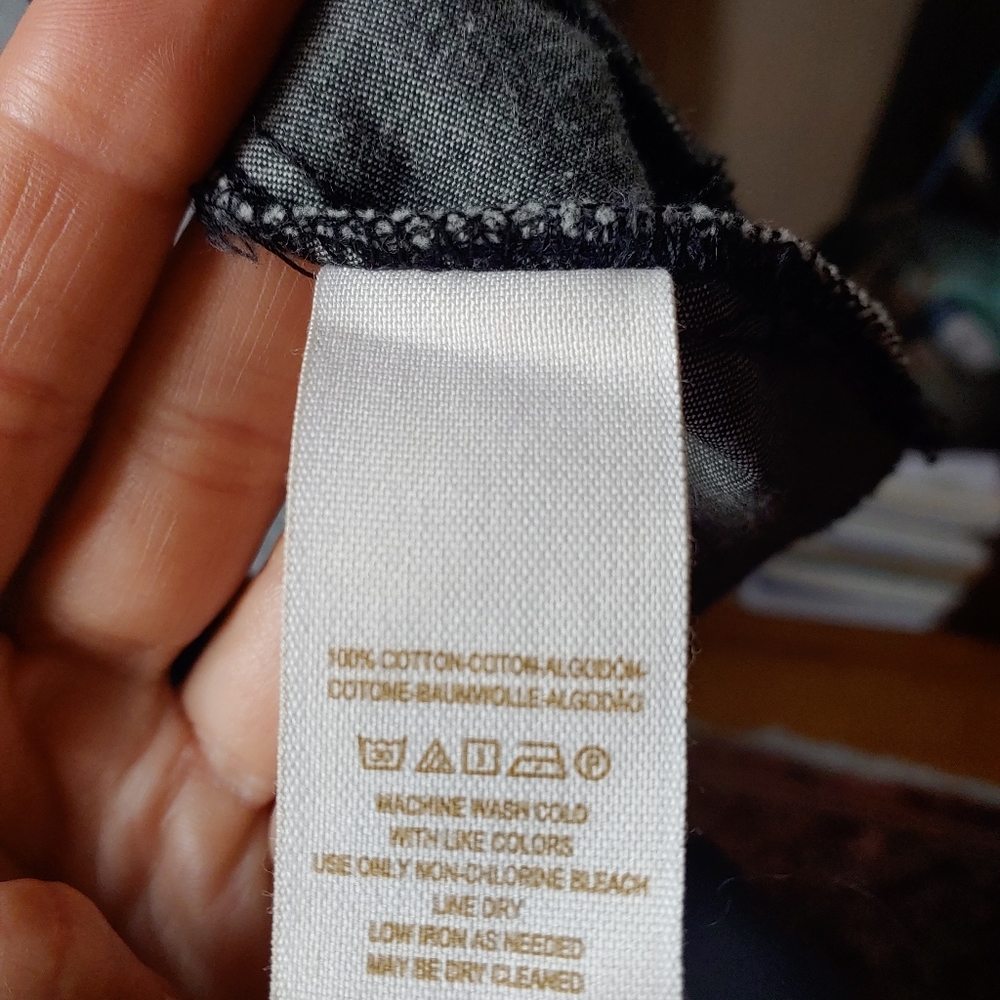 100% COTTON-COTON-ALGODÓN-
COTONE-BAUMWOLLE-ALGODÃO
30 P
MACHINE WASH COLD
WITH LIKE COLORS
USE ONLY NON-CHLORINE BLEACH
LINE DRY
LOW IRON AS NEEDED
MAY BE DRY CLEANED